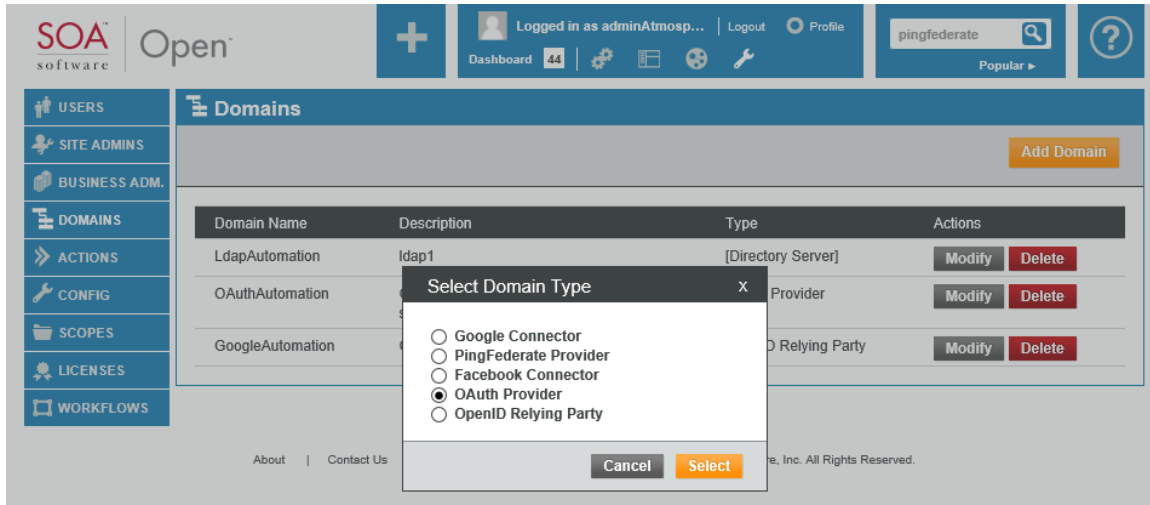 SOA
software
Open
Logged in as adminAtmosp... | Logout Profile
Dashboard 44
pingfederate
Popular ►
?
USERS
SITE ADMINS
BUSINESS ADM.
DOMAINS
ACTIONS
CONFIG
SCOPES
LICENSES
WORKFLOWS
Domains
Add Domain
Domain Name Description Type Actions
LdapAutomation ldap1 [Directory Server] Modify Delete
OAuthAutomation Provider Modify Delete
GoogleAutomation Relying Party Modify Delete
Select Domain Type X
Google Connector
PingFederate Provider
Facebook Connector
OAuth Provider
OpenID Relying Party
Cancel Select
About | Contact Us
Inc. All Rights Reserved.